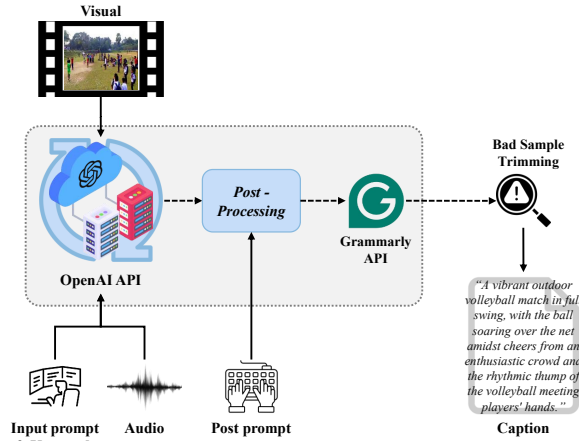 Visual
Bad Sample
Trimming
Post -
Processing
G
Grammarly
API
OpenAI API
“A vibrant outdoor
volleyball match in full
swing, with the ball
soaring over the net
amidst cheers from an
enthusiastic crowd and
the rhythmic thump of
the volleyball meeting
players' hands.”
Input prompt
Audio
Post prompt
Caption